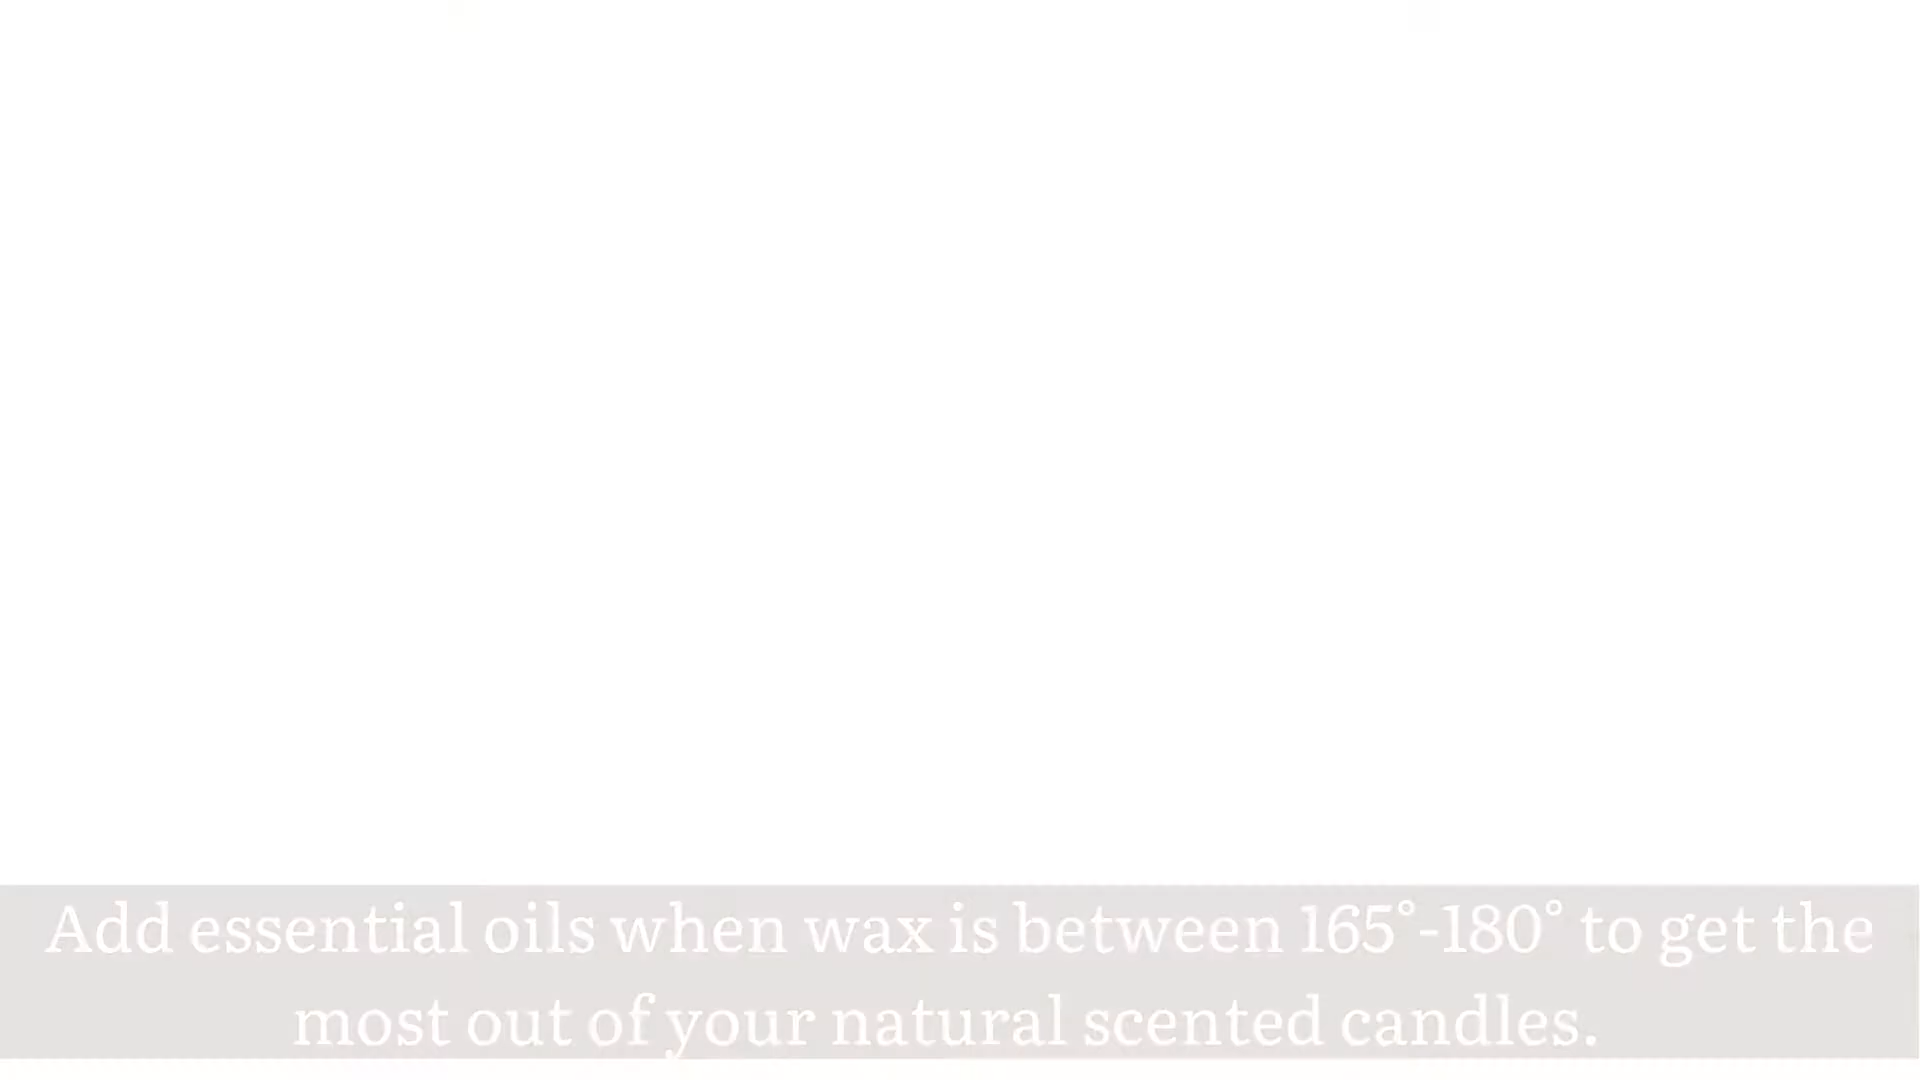 Add essential oils when wax is between 165°-180° to get the
most out of your natural scented candles.